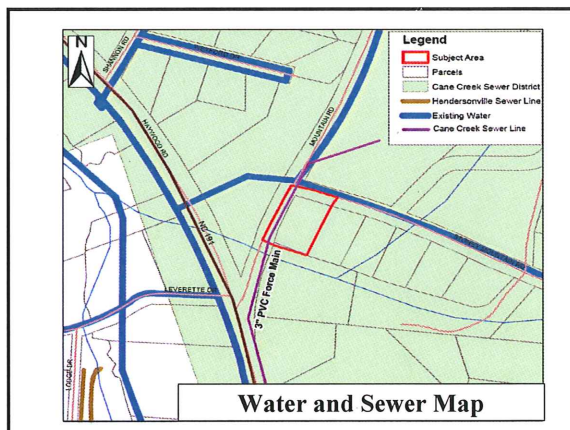 N
Legend
Subject Area
Parcels
Cane Creek Sewer District
Hendersonville Sewer Line
Existing Water
Cane Creek Sewer Line
SHANNON RD
HAYWOOD RD
MOUNTAIN RD
NC 191
3" PVC Force Main
LEVERETTE DR
Water and Sewer Map